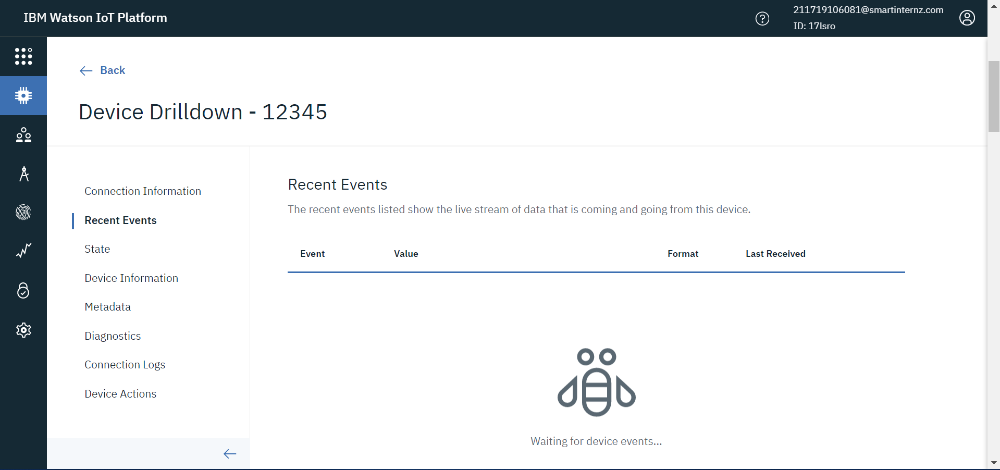 IBM Watson IoT Platform
211719106081@smartinternz.com
ID: 17lsro
Back
Device Drilldown - 12345
Connection Information
Recent Events
State
Device Information
Metadata
Diagnostics
Connection Logs
Device Actions
Recent Events
The recent events listed show the live stream of data that is coming and going from this device.
Event Value Format Last Received
Waiting for device events...